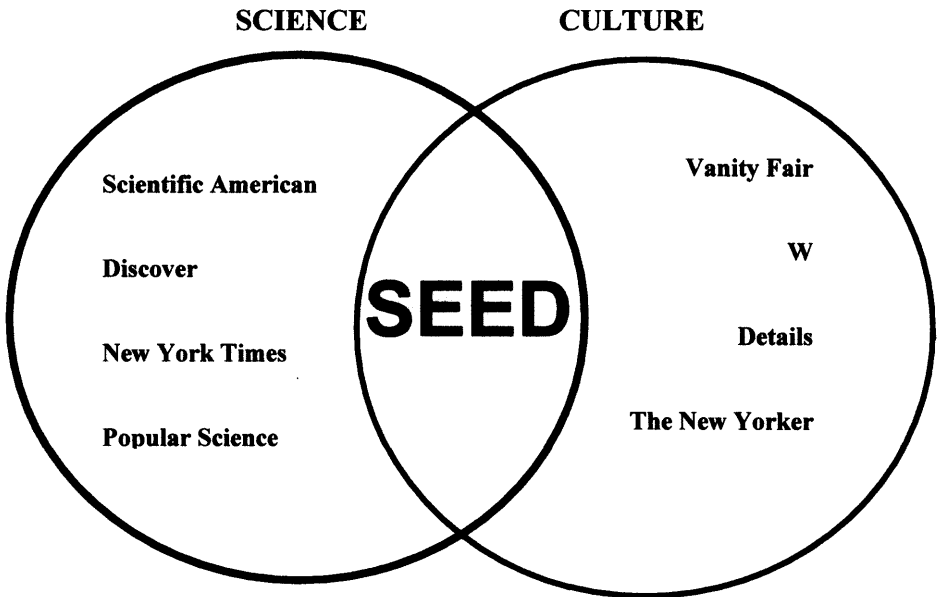 SCIENCE
CULTURE
Scientific American
Discover
New York Times
Popular Science
SEED
Vanity Fair
W
Details
The New Yorker